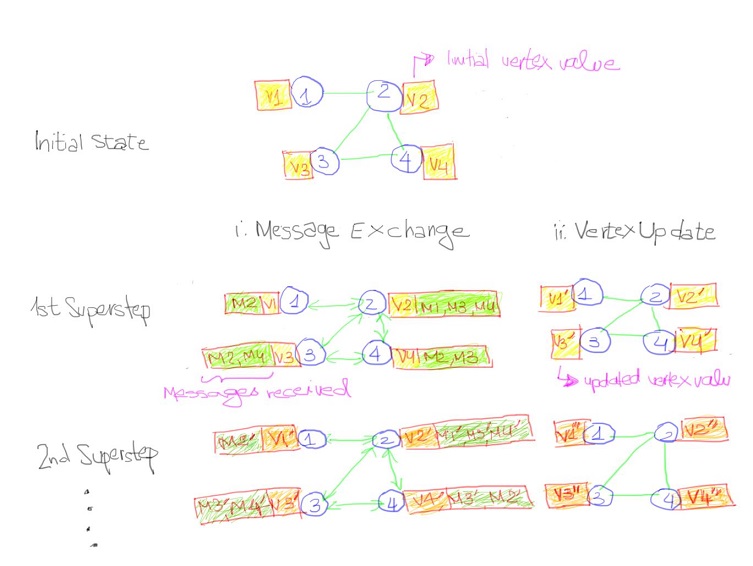 Initial vertex value
V1 1 2 V2
Initial State
V3 3 4 V4
i. Message Exchange ii. Vertex Update
1st Superstep
M2 V1 1 2 V2 M1, M3, M4
V1' 1 2 V2'
M2, M4 V3 3 4 V4 M2, M3
V3' 3 4 V4'
Messages received
updated vertex valu
2nd Superstep
M2' V1' 1 2 V2' M1', M3', M4'
V1'' 1 2 V2''
M3', M4' V3' 3 4 V4' M3', M2'
V3'' 3 4 V4''